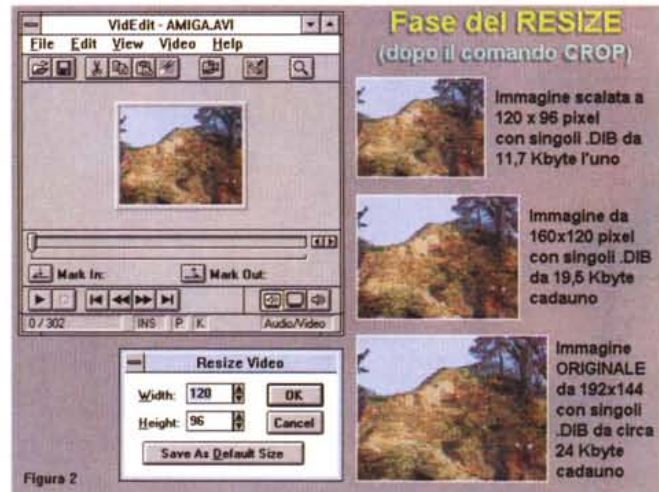 VidEdit - AMIGA.AVI
File Edit View Video Help
Mark In:
Mark Out:
0 / 302 INS P K Audio/Video
Resize Video
Width: 120 OK
Height: 96 Cancel
Save As Default Size
Figura 2
Fase del RESIZE
(dopo il comando CROP)
Immagine scalata a
120 x 96 pixel
con singoli .DIB da
11,7 Kbyte l'uno
Immagine da
160x120 pixel
con singoli .DIB
da 19,5 Kbyte
cadauno
Immagine
ORIGINALE
da 192x144
con singoli
.DIB da circa
24 Kbyte
cadauno